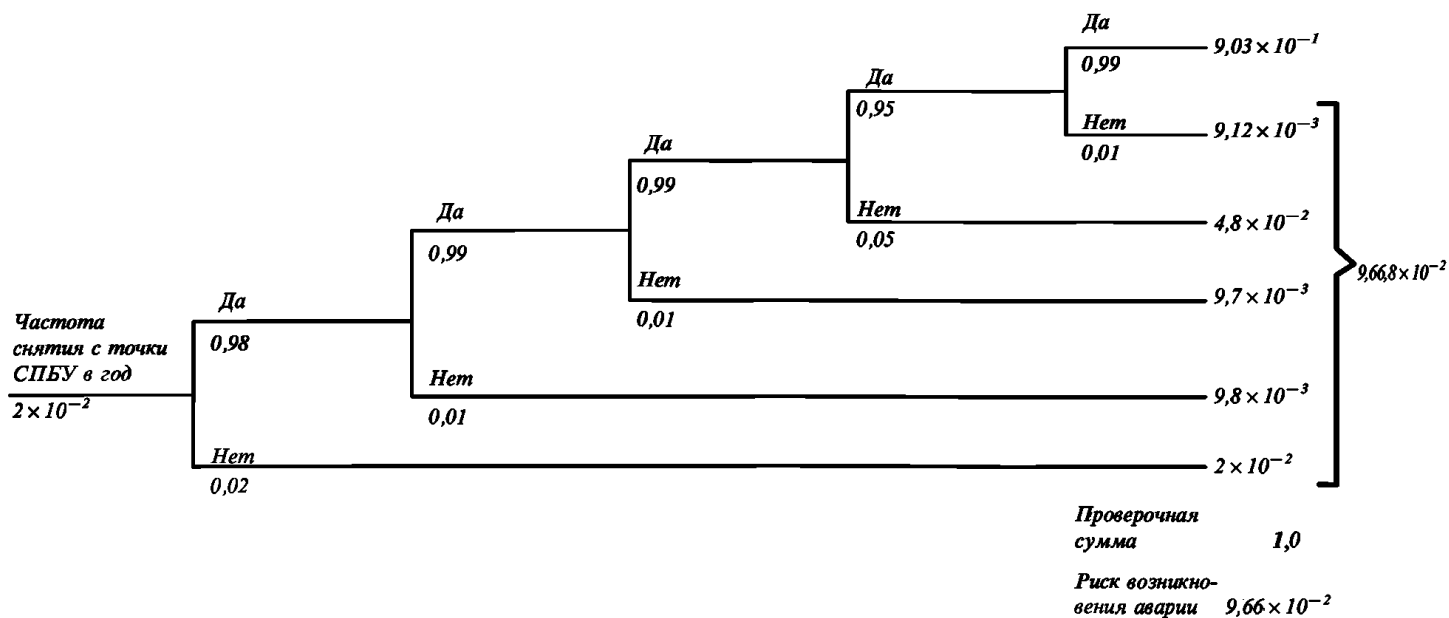 Да
9,03 × 10⁻¹
0,99
Да
0,95
Нет
9,12 × 10⁻³
0,01
Да
0,99
Нет
4,8 × 10⁻²
0,05
Да
0,99
9,66,8 × 10⁻²
Нет
9,7 × 10⁻³
0,01
Да
0,98
Частота
снятия с точки
СПБУ в год
2 × 10⁻²
Нет
9,8 × 10⁻³
0,01
Нет
2 × 10⁻²
0,02
Проверочная
сумма 1,0
Риск возникно-
вения аварии 9,66 × 10⁻²